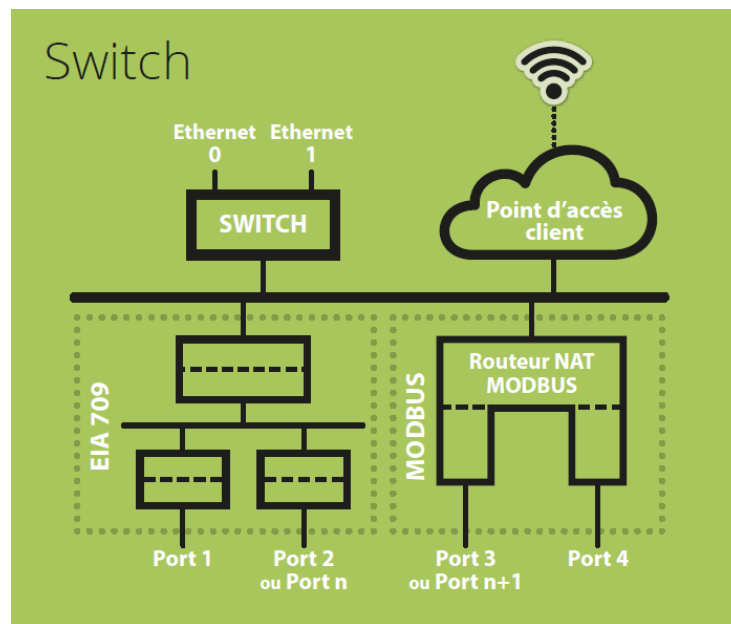 Switch
Ethernet 0
Ethernet 1
SWITCH
Point d'accès
client
EIA 709
MODBUS
Routeur NAT
MODBUS
Port 1
Port 2
ou Port n
Port 3
ou Port n+1
Port 4